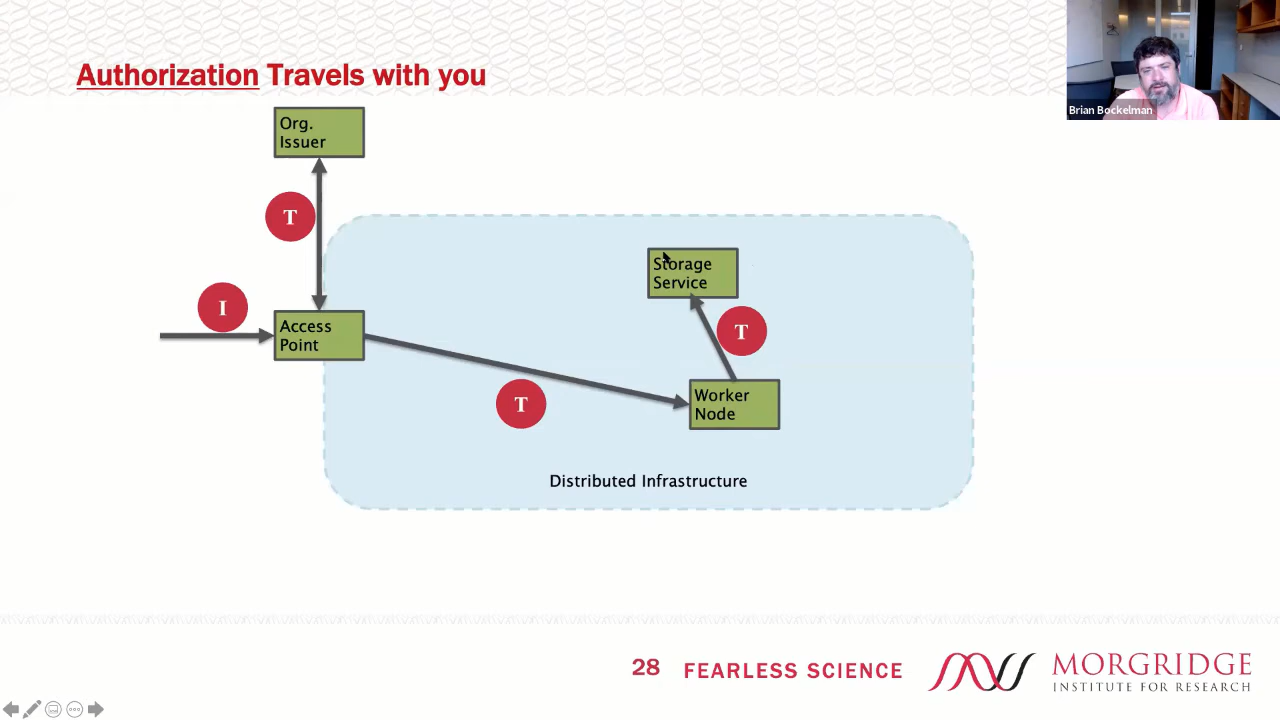 Authorization Travels with you
Brian Bockelman
Org.
Issuer
T
I
Access
Point
Storage
Service
T
T
Worker
Node
Distributed Infrastructure
28
FEARLESS SCIENCE
MORGRIDGE
INSTITUTE FOR RESEARCH